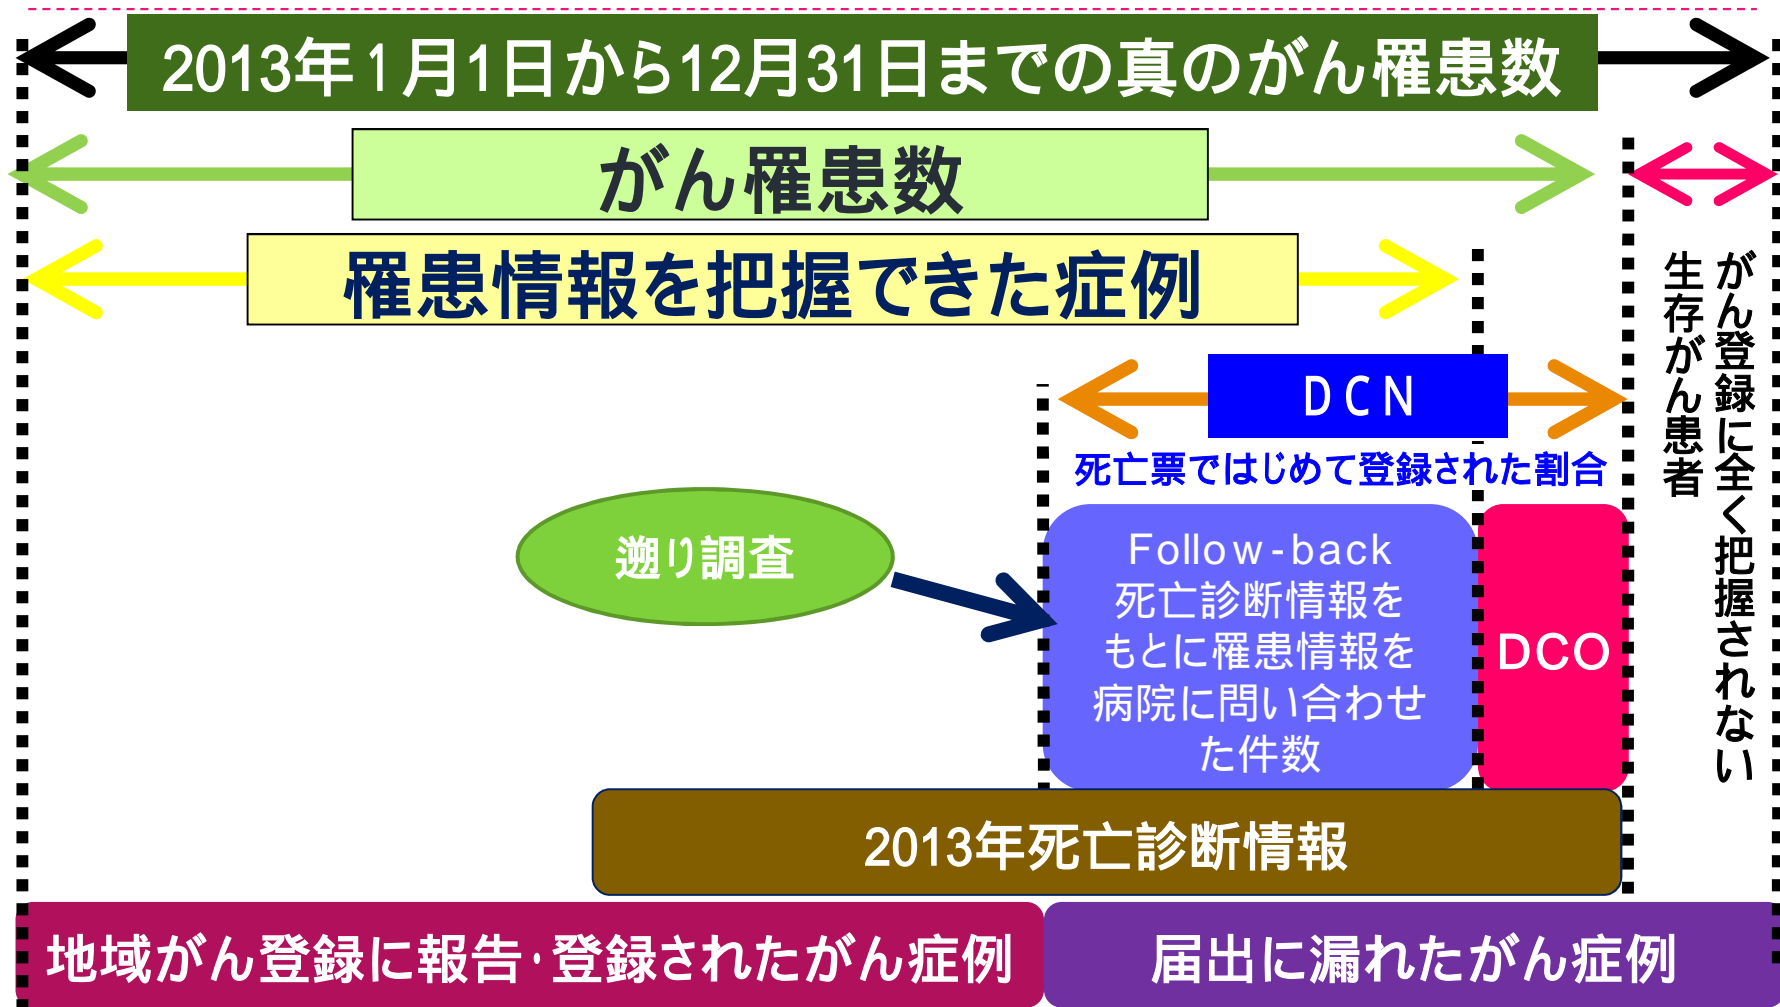 2013年1月1日から12月31日までの真のがん罹患数
がん罹患数
罹患情報を把握できた症例
がん登録に全く把握されない
生存がん患者
DCN
死亡票ではじめて登録された割合
遡り調査
Follow-back
死亡診断情報を
もとに罹患情報を
病院に問い合わせ
た件数
DCO
2013年死亡診断情報
地域がん登録に報告・登録されたがん症例
届出に漏れたがん症例